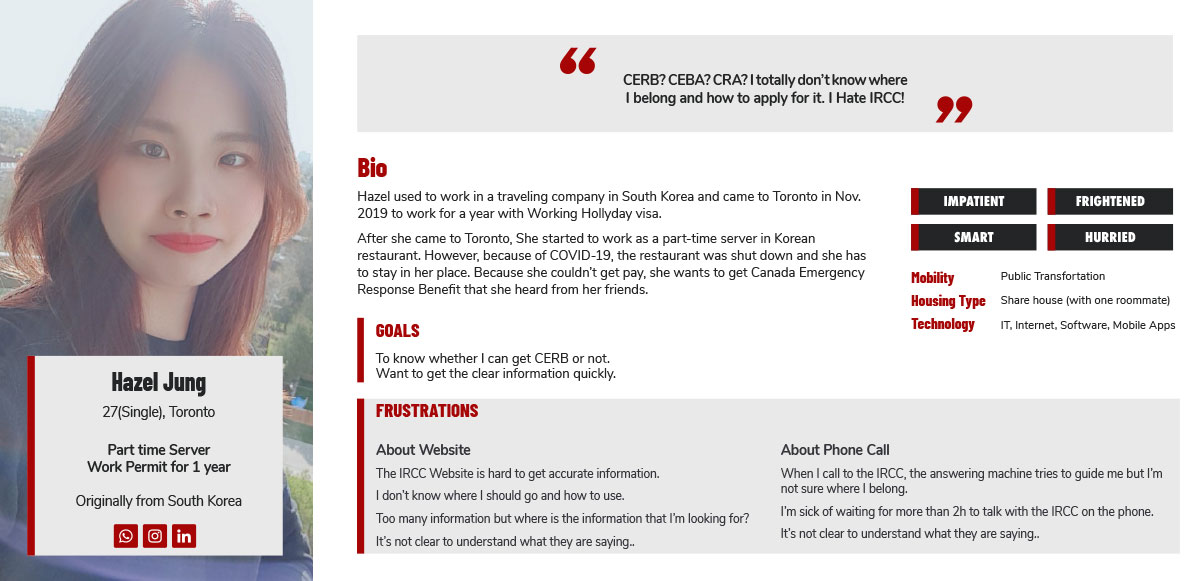 “
CERB? CEBA? CRA? I totally don’t know where
I belong and how to apply for it. I Hate IRCC!
”
Bio
Hazel used to work in a traveling company in South Korea and came to Toronto in Nov.
2019 to work for a year with Working Hollyday visa.
After she came to Toronto, She started to work as a part-time server in Korean
restaurant. However, because of COVID-19, the restaurant was shut down and she has
to stay in her place. Because she couldn’t get pay, she wants to get Canada Emergency
Response Benefit that she heard from her friends.
IMPATIENT
FRIGHTENED
SMART
HURRIED
Mobility Public Transfortation
Housing Type Share house (with one roommate)
Technology IT, Internet, Software, Mobile Apps
GOALS
To know whether I can get CERB or not.
Want to get the clear information quickly.
Hazel Jung
27(Single), Toronto
Part time Server
Work Permit for 1 year
Originally from South Korea
in
FRUSTRATIONS
About Website
The IRCC Website is hard to get accurate information.
I don’t know where I should go and how to use.
Too many information but where is the information that I’m looking for?
It’s not clear to understand what they are saying..
About Phone Call
When I call to the IRCC, the answering machine tries to guide me but I’m
not sure where I belong.
I’m sick of waiting for more than 2h to talk with the IRCC on the phone.
It’s not clear to understand what they are saying..